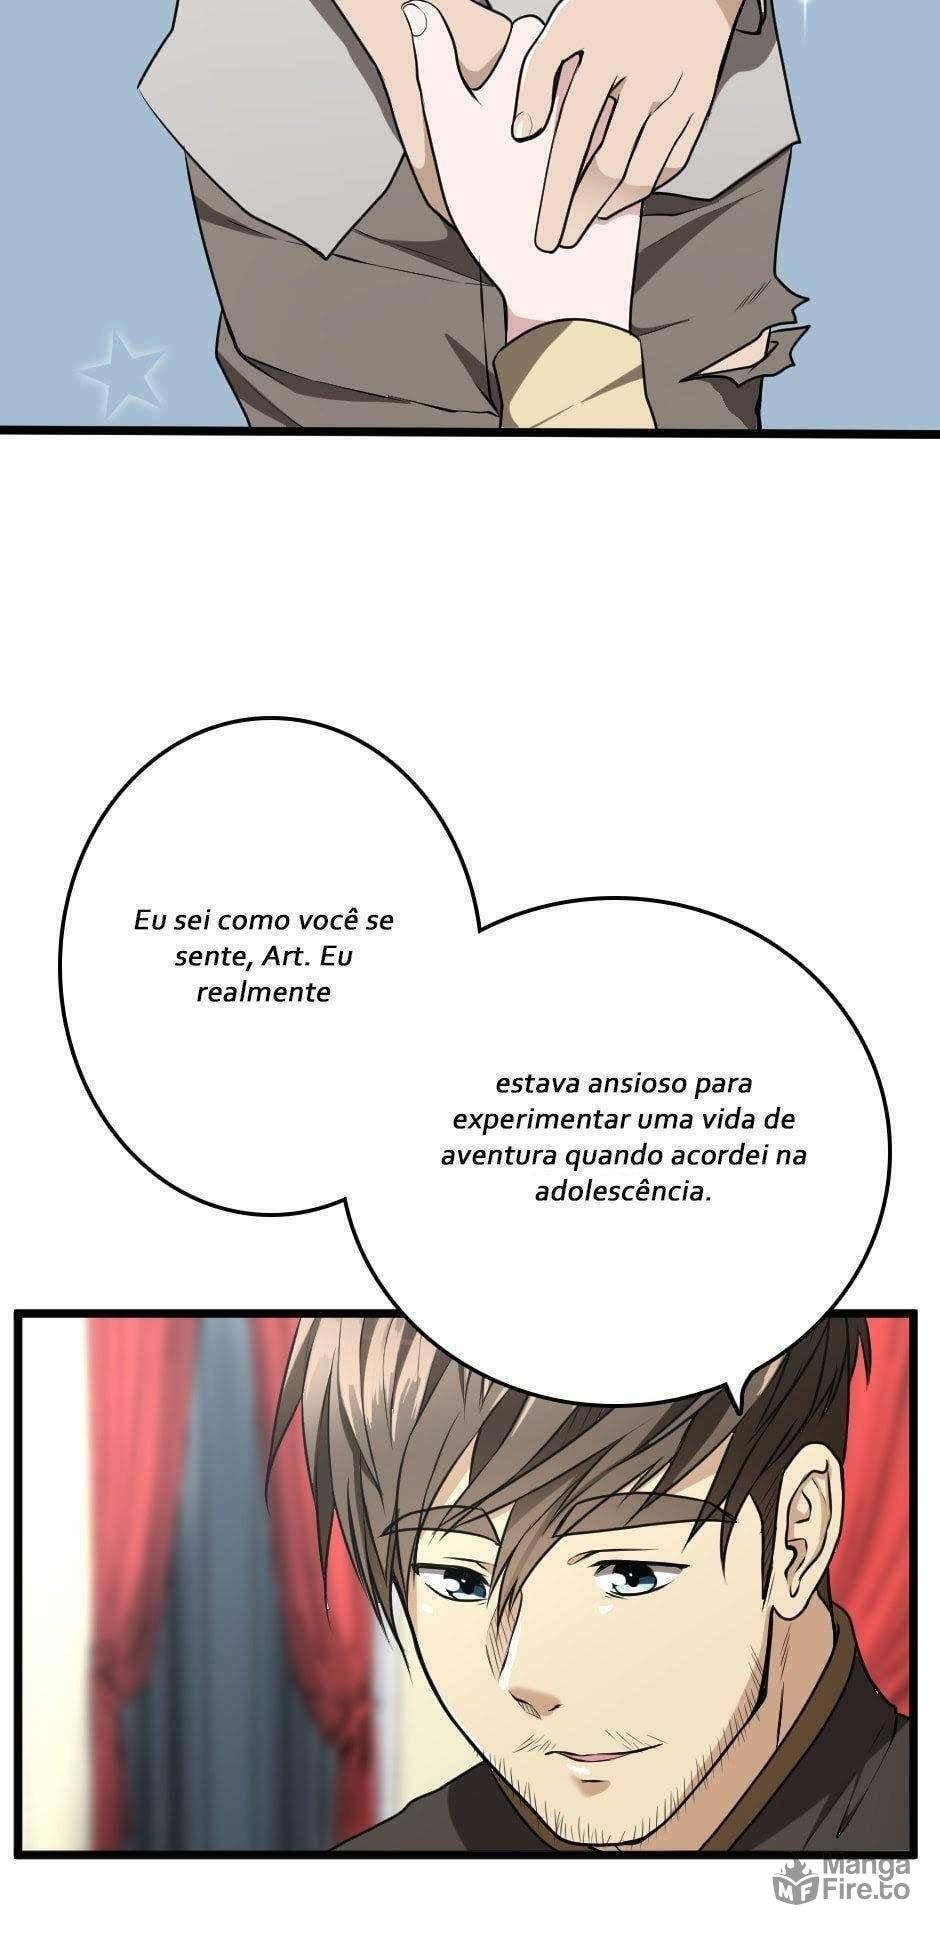 Eu sei como você se
sente, Art. Eu
realmente
estava ansioso para
experimentar uma vida de
aventura quando acordei na
adolescência.
Manga
MF Fire.to